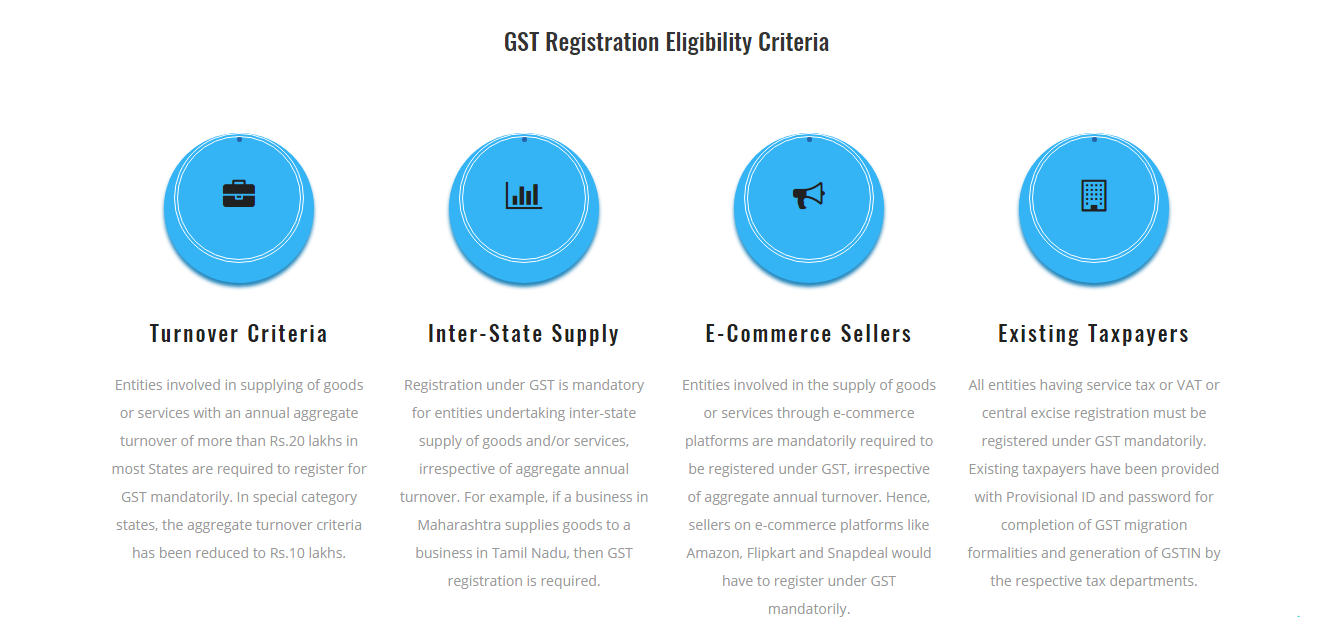 GST Registration Eligibility Criteria
Turnover Criteria
Entities involved in supplying of goods
or services with an annual aggregate
turnover of more than Rs.20 lakhs in
most States are required to register for
GST mandatorily. In special category
states, the aggregate turnover criteria
has been reduced to Rs.10 lakhs.
Inter-State Supply
Registration under GST is mandatory
for entities undertaking inter-state
supply of goods and/or services,
irrespective of aggregate annual
turnover. For example, if a business in
Maharashtra supplies goods to a
business in Tamil Nadu, then GST
registration is required.
E-Commerce Sellers
Entities involved in the supply of goods
or services through e-commerce
platforms are mandatorily required to
be registered under GST, irrespective
of aggregate annual turnover. Hence,
sellers on e-commerce platforms like
Amazon, Flipkart and Snapdeal would
have to register under GST
mandatorily.
Existing Taxpayers
All entities having service tax or VAT or
central excise registration must be
registered under GST mandatorily.
Existing taxpayers have been provided
with Provisional ID and password for
completion of GST migration
formalities and generation of GSTIN by
the respective tax departments.